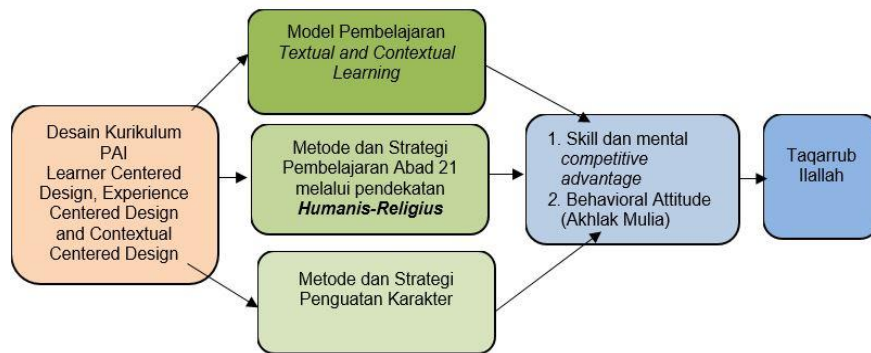 Desain Kurikulum
PAI
Learner Centered
Design, Experience
Centered Design
and Contextual
Centered Design
Model Pembelajaran
Textual and Contextual
Learning
Metode dan Strategi
Pembelajaran Abad 21
melalui pendekatan
Humanis-Religius
Metode dan Strategi
Penguatan Karakter
1. Skill dan mental
competitive
advantage
2. Behavioral Attitude
(Akhlak Mulia)
Taqarrub
Ilallah